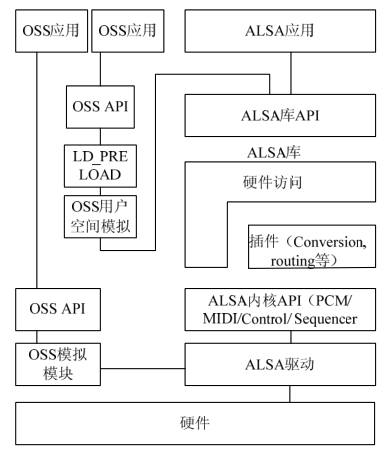 OSS应用
OSS应用
ALSA应用
OSS API
ALSA库API
LD_PRE
LOAD
ALSA库
硬件访问
OSS用户
空间模拟
插件（Conversion,
routing等）
OSS API
ALSA内核API（PCM/
MIDI/Control/ Sequencer
OSS模拟
模块
ALSA驱动
硬件